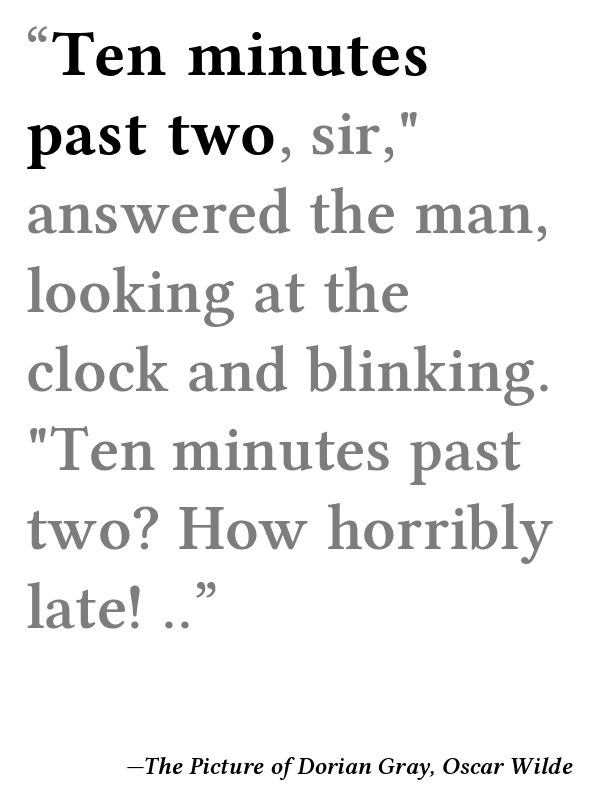 “Ten minutes
past two, sir,"
answered the man,
looking at the
clock and blinking.
"Ten minutes past
two? How horribly
late! ..”
—The Picture of Dorian Gray, Oscar Wilde